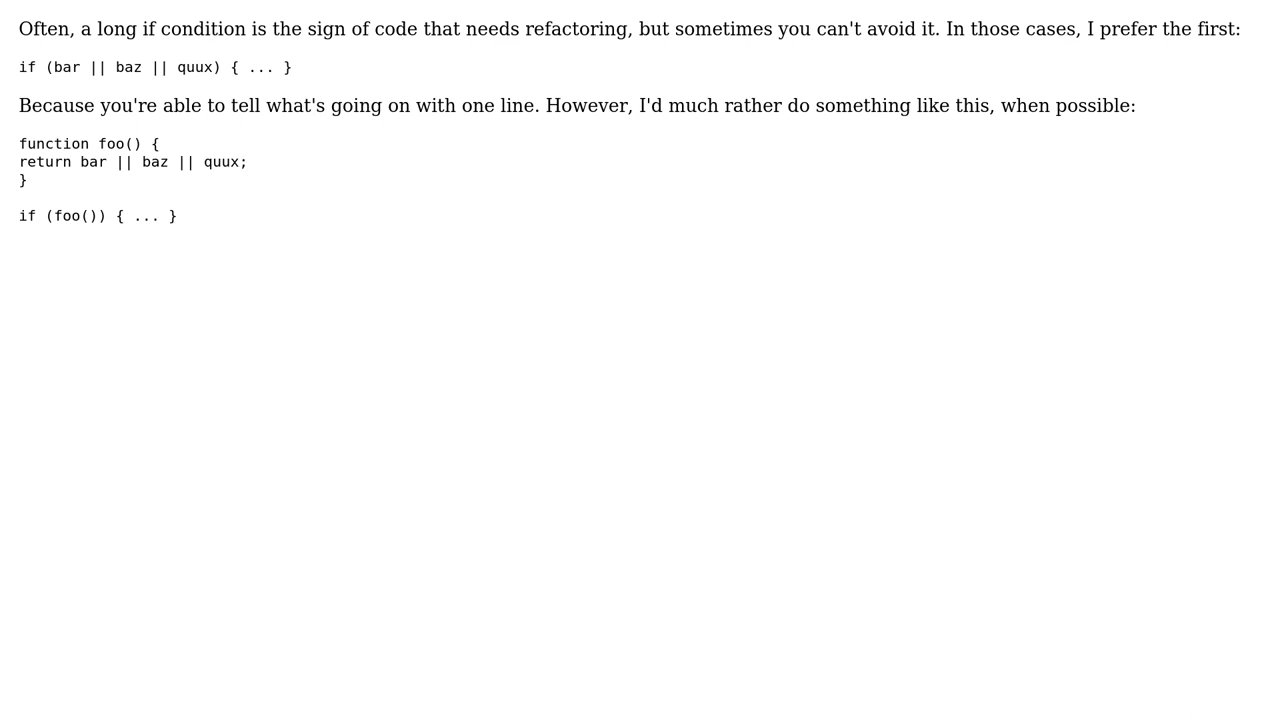 Often, a long if condition is the sign of code that needs refactoring, but sometimes you can't avoid it. In those cases, I prefer the first:
if (bar || baz || quux) { ... }
Because you're able to tell what's going on with one line. However, I'd much rather do something like this, when possible:
function foo() {
return bar || baz || quux;
}
if (foo()) { ... }